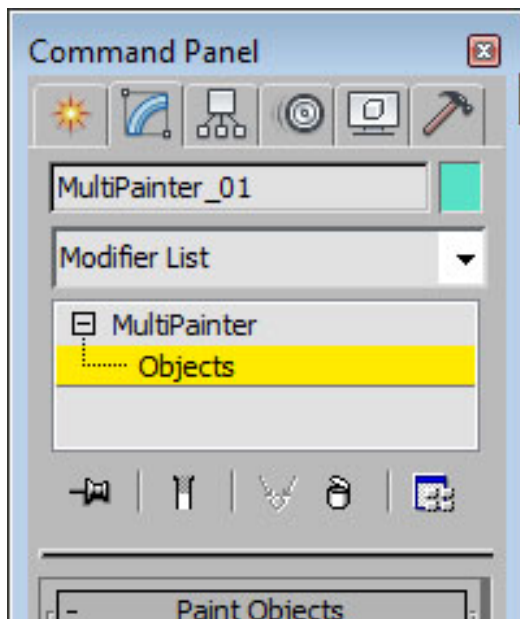 Command Panel
MultiPainter_01
Modifier List
MultiPainter
Objects
Paint Objects